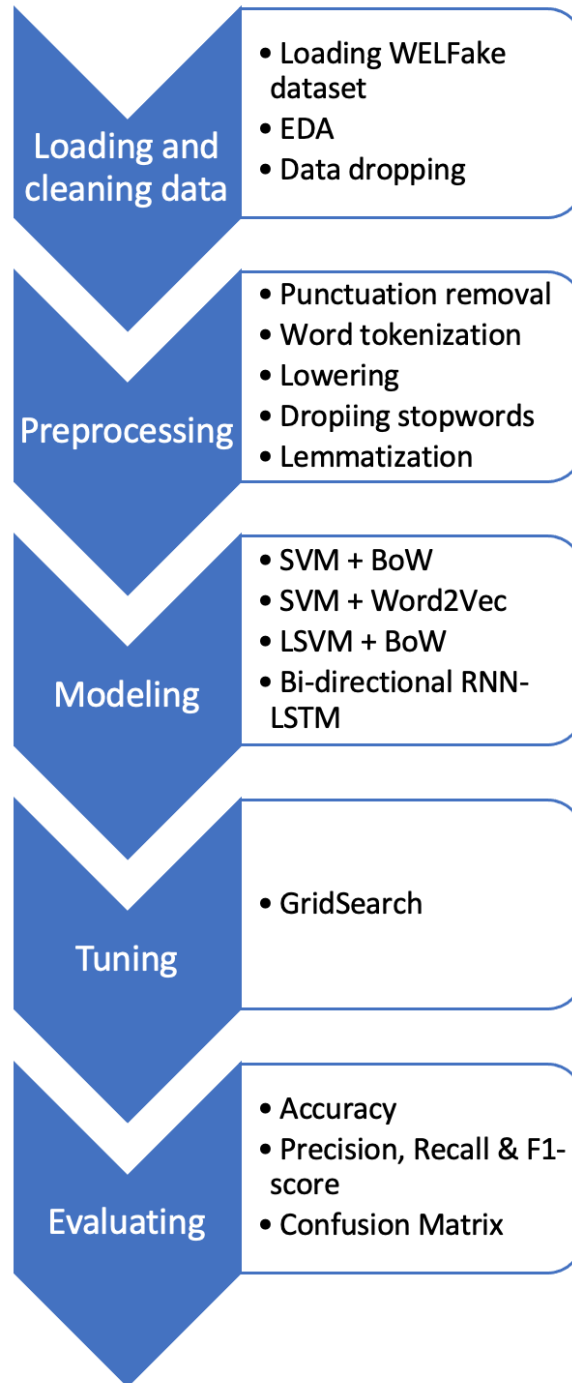 Loading and
cleaning data
• Loading WELFake
dataset
• EDA
• Data dropping
Preprocessing
• Punctuation removal
• Word tokenization
• Lowering
• Dropiing stopwords
• Lemmatization
Modeling
• SVM + BoW
• SVM + Word2Vec
• LSVM + BoW
• Bi-directional RNN-
LSTM
Tuning
• GridSearch
Evaluating
• Accuracy
• Precision, Recall & F1-
score
• Confusion Matrix